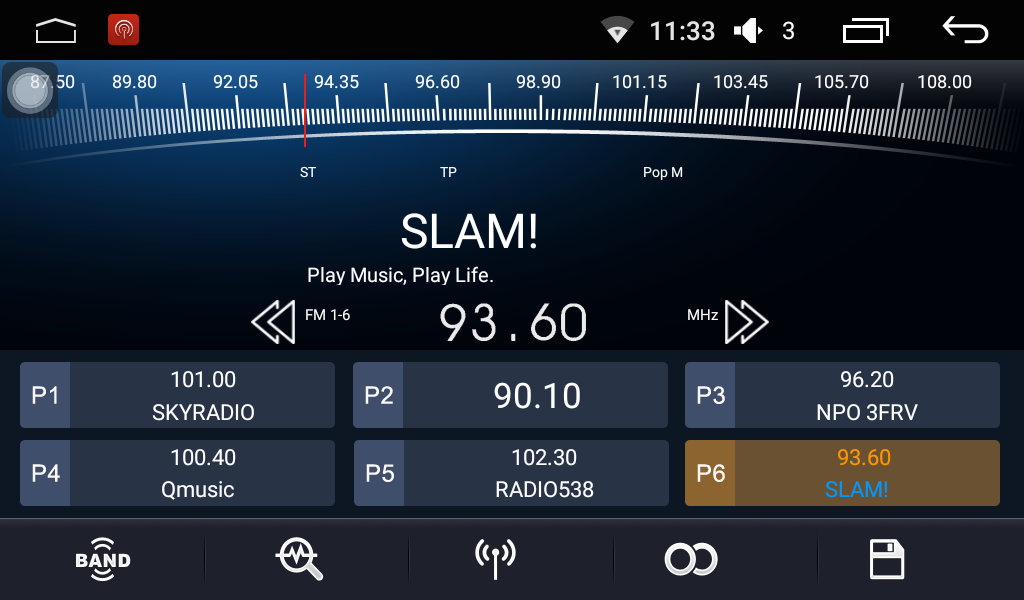 11:33 3
87.50 89.80 92.05 94.35 96.60 98.90 101.15 103.45 105.70 108.00
ST TP Pop M
SLAM!
Play Music, Play Life.
FM 1-6 93.60 MHz
P1 101.00 SKYRADIO
P2 90.10
P3 96.20 NPO 3FRV
P4 100.40 Qmusic
P5 102.30 RADIO538
P6 93.60 SLAM!
BAND